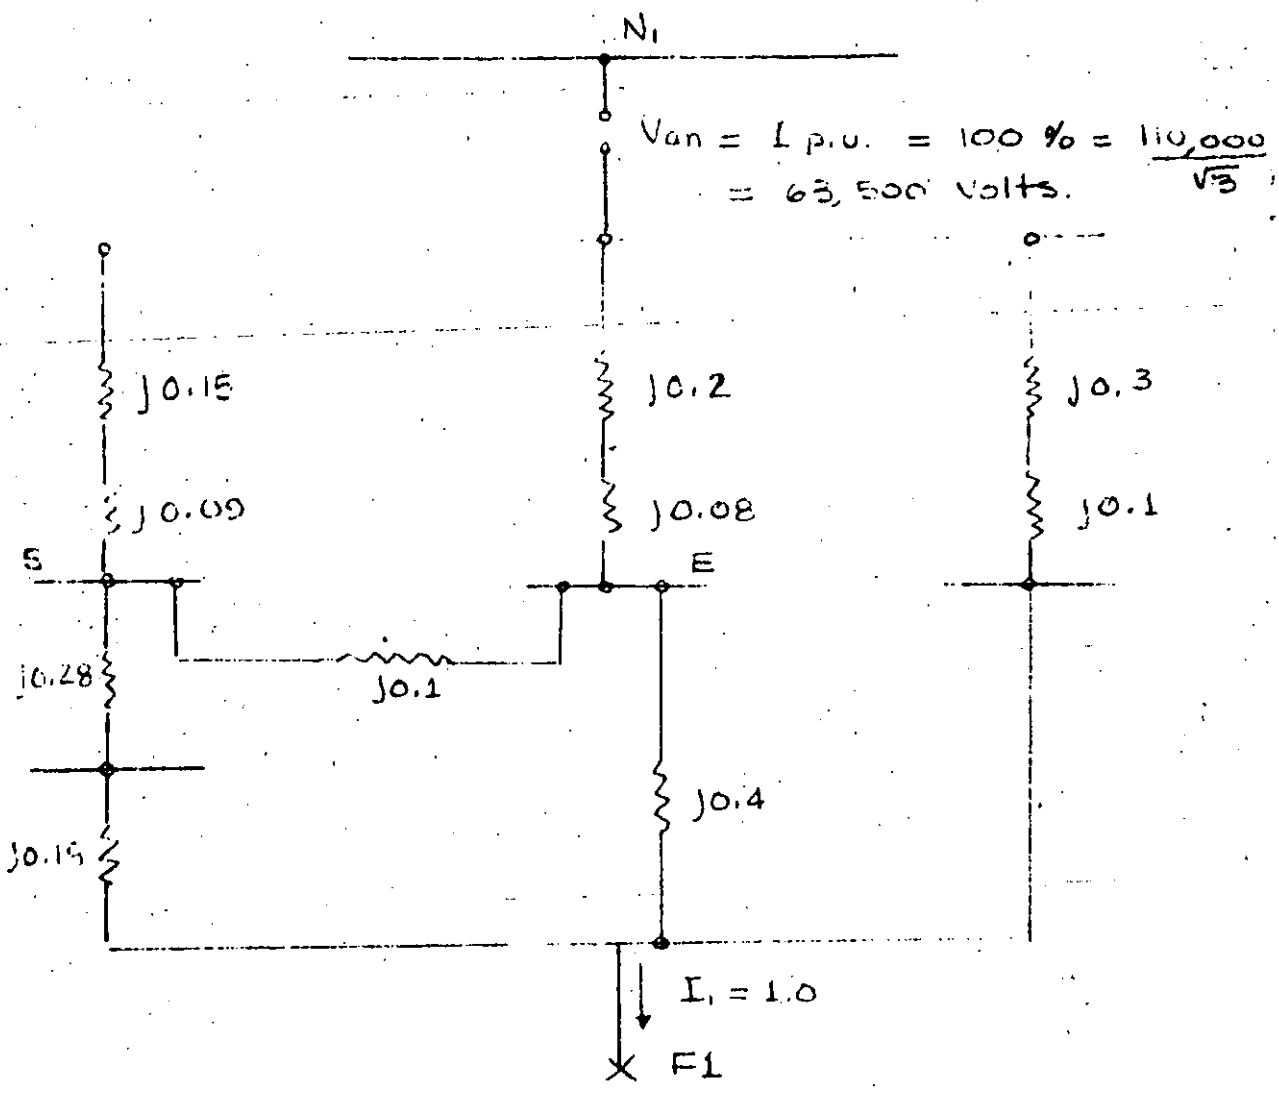 N₁
Van = 1 p.u. = 100 % = 110,000/√3
= 63,500 volts.
j0.15
j0.2
j0.3
j0.09
j0.08
j0.1
S
E
j0.28
j0.1
j0.4
j0.15
I₁ = 1.0
F1